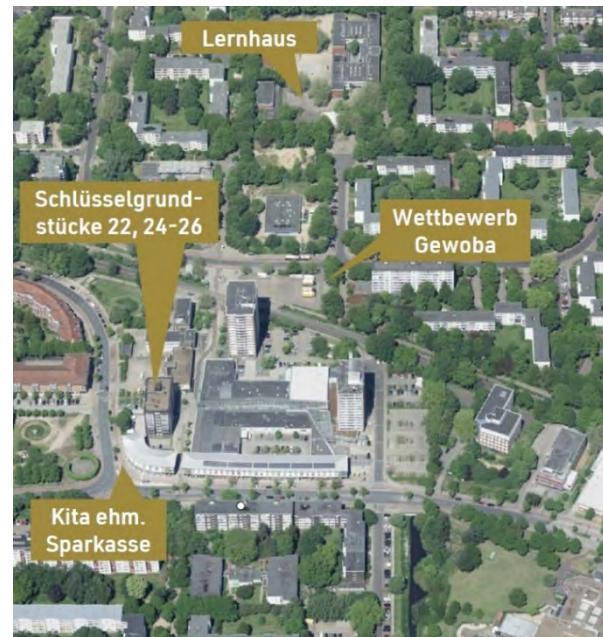 Lernhaus
Schlüsselgrund-
stücke 22, 24-26
Wettbewerb
Gewoba
Kita ehm.
Sparkasse